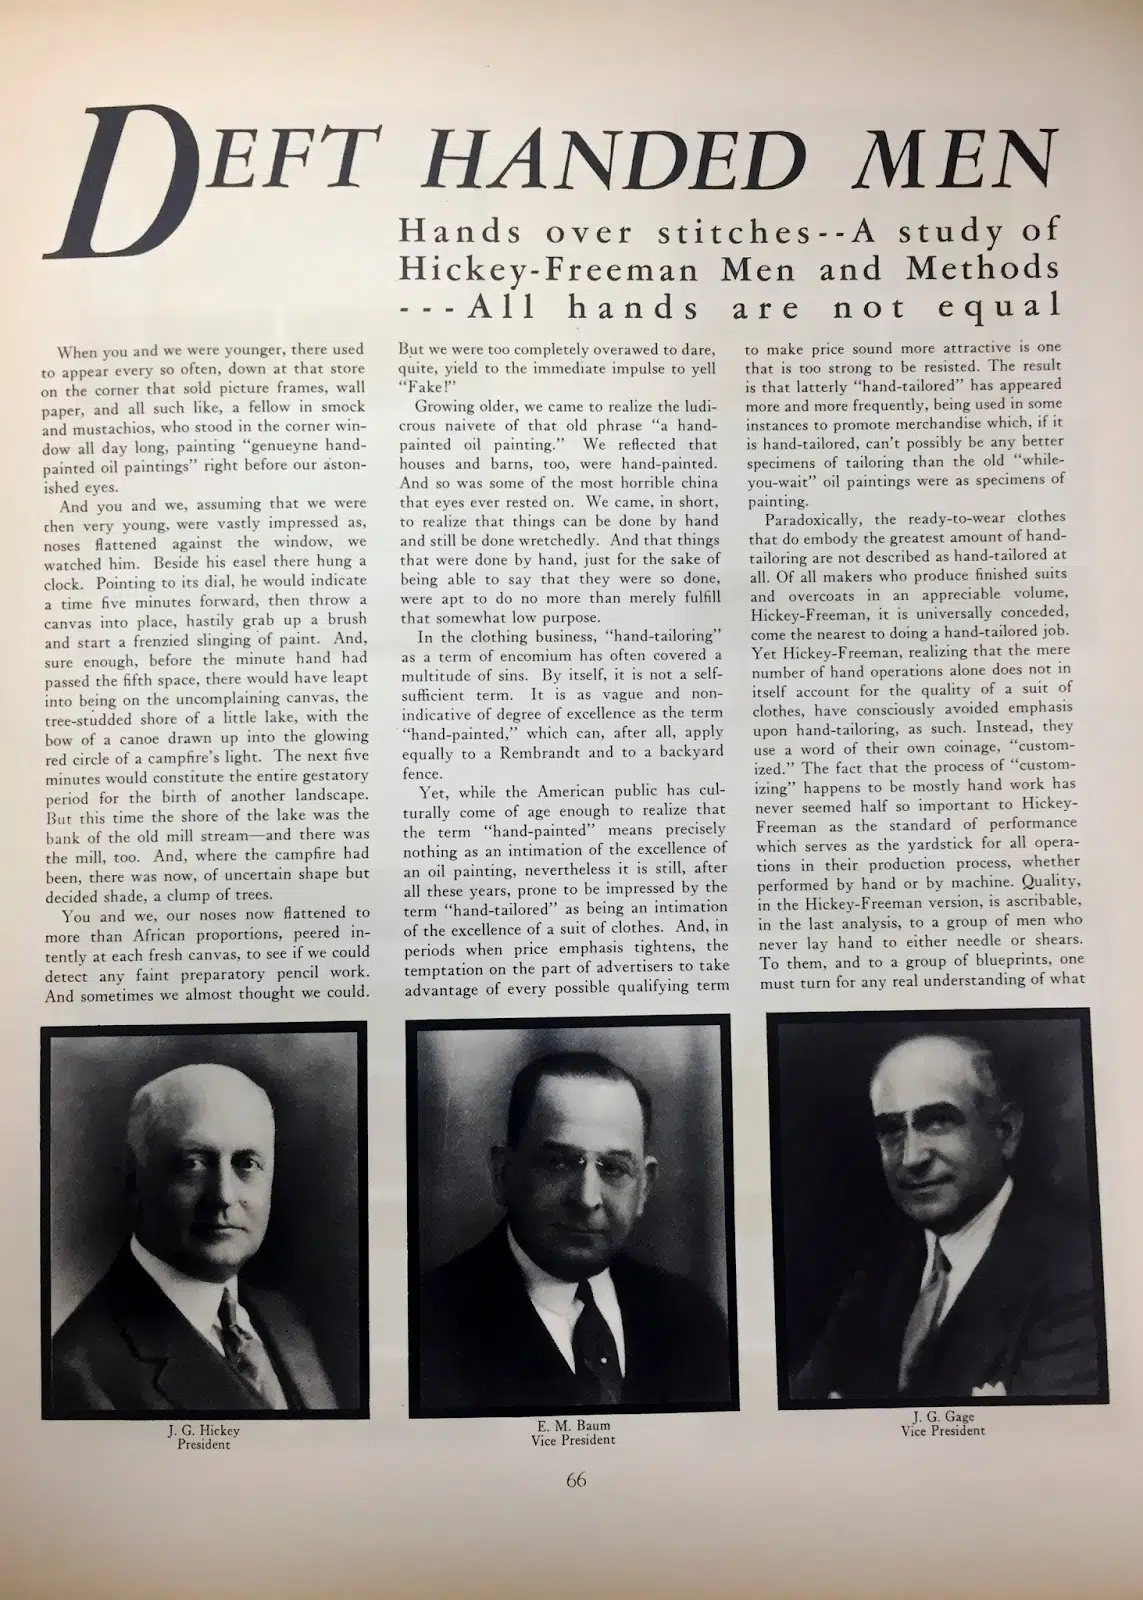 DEFT HANDED MEN
Hands over stitches--A study of
Hickey-Freeman Men and Methods
---All hands are not equal
When you and we were younger, there used
to appear every so often, down at that store
on the corner that sold picture frames, wall
paper, and all such like, a fellow in smock
and mustachios, who stood in the corner win-
dow all day long, painting “genueyne hand-
painted oil paintings” right before our aston-
ished eyes.
And you and we, assuming that we were
then very young, were vastly impressed as,
noses flattened against the window, we
watched him. Beside his easel there hung a
clock. Pointing to its dial, he would indicate
a time five minutes forward, then throw a
canvas into place, hastily grab up a brush
and start a frenzied slinging of paint. And,
sure enough, before the minute hand had
passed the fifth space, there would have leapt
into being on the uncomplaining canvas, the
tree-studded shore of a little lake, with the
bow of a canoe drawn up into the glowing
red circle of a campfire's light. The next five
minutes would constitute the entire gestatory
period for the birth of another landscape.
But this time the shore of the lake was the
bank of the old mill stream—and there was
the mill, too. And, where the campfire had
been, there was now, of uncertain shape but
decided shade, a clump of trees.
You and we, our noses now flattened to
more than African proportions, peered in-
tently at each fresh canvas, to see if we could
detect any faint preparatory pencil work.
And sometimes we almost thought we could.
But we were too completely overawed to dare,
quite, yield to the immediate impulse to yell
“Fake!”
Growing older, we came to realize the ludi-
crous naivete of that old phrase “a hand-
painted oil painting.” We reflected that
houses and barns, too, were hand-painted.
And so was some of the most horrible china
that eyes ever rested on. We came, in short,
to realize that things can be done by hand
and still be done wretchedly. And that things
that were done by hand, just for the sake of
being able to say that they were so done,
were apt to do no more than merely fulfill
that somewhat low purpose.
In the clothing business, “hand-tailoring”
as a term of encomium has often covered a
multitude of sins. By itself, it is not a self-
sufficient term. It is as vague and non-
indicative of degree of excellence as the term
“hand-painted,” which can, after all, apply
equally to a Rembrandt and to a backyard
fence.
Yet, while the American public has cul-
turally come of age enough to realize that
the term “hand-painted” means precisely
nothing as an intimation of the excellence of
an oil painting, nevertheless it is still, after
all these years, prone to be impressed by the
term “hand-tailored” as being an intimation
of the excellence of a suit of clothes. And, in
periods when price emphasis tightens, the
temptation on the part of advertisers to take
advantage of every possible qualifying term
to make price sound more attractive is one
that is too strong to be resisted. The result
is that latterly “hand-tailored” has appeared
more and more frequently, being used in some
instances to promote merchandise which, if it
is hand-tailored, can't possibly be any better
specimens of tailoring than the old “while-
you-wait” oil paintings were as specimens of
painting.
Paradoxically, the ready-to-wear clothes
that do embody the greatest amount of hand-
tailoring are not described as hand-tailored at
all. Of all makers who produce finished suits
and overcoats in an appreciable volume,
Hickey-Freeman, it is universally conceded,
come the nearest to doing a hand-tailored job.
Yet Hickey-Freeman, realizing that the mere
number of hand operations alone does not in
itself account for the quality of a suit of
clothes, have consciously avoided emphasis
upon hand-tailoring, as such. Instead, they
use a word of their own coinage, “custom-
ized.” The fact that the process of “custom-
izing” happens to be mostly hand work has
never seemed half so important to Hickey-
Freeman as the standard of performance
which serves as the yardstick for all opera-
tions in their production process, whether
performed by hand or by machine. Quality,
in the Hickey-Freeman version, is ascribable,
in the last analysis, to a group of men who
never lay hand to either needle or shears.
To them, and to a group of blueprints, one
must turn for any real understanding of what
J. G. Hickey
President
E. M. Baum
Vice President
J. G. Gage
Vice President
66